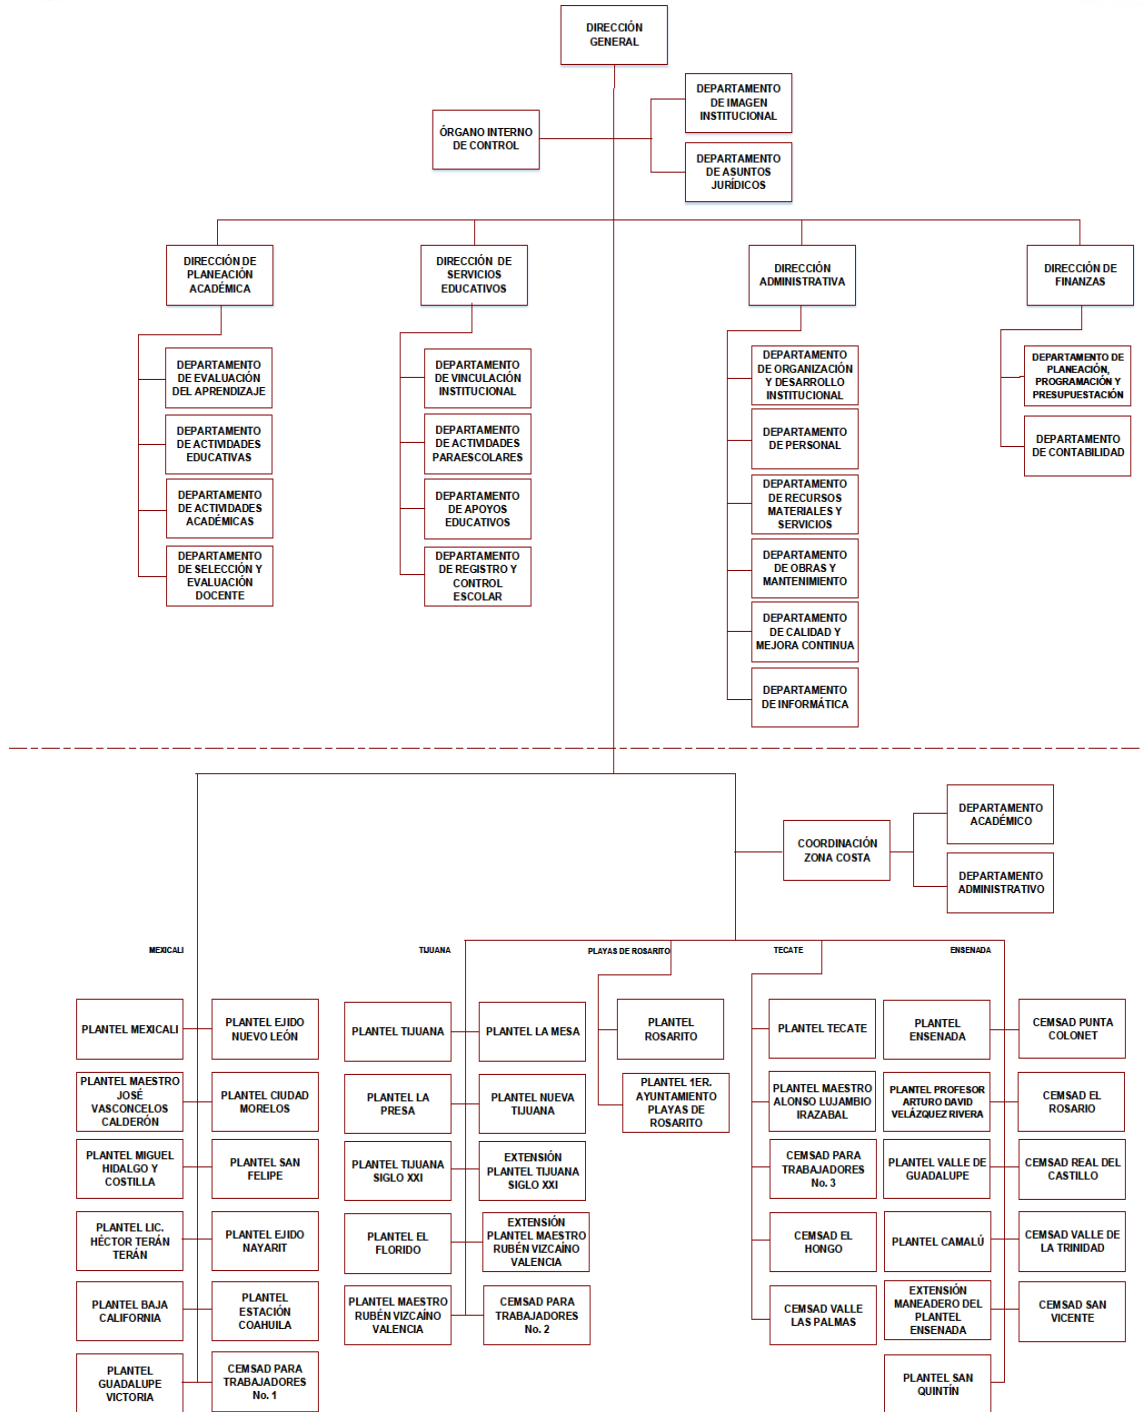 DIRECCIÓN
GENERAL
DEPARTAMENTO
DE IMAGEN
INSTITUCIONAL
ÓRGANO INTERNO
DE CONTROL
DEPARTAMENTO
DE ASUNTOS
JURÍDICOS
DIRECCIÓN DE
PLANEACIÓN
ACADÉMICA
DIRECCIÓN DE
SERVICIOS
EDUCATIVOS
DIRECCIÓN
ADMINISTRATIVA
DIRECCIÓN DE
FINANZAS
DEPARTAMENTO
DE EVALUACIÓN
DEL APRENDIZAJE
DEPARTAMENTO
DE ACTIVIDADES
EDUCATIVAS
DEPARTAMENTO
DE ACTIVIDADES
ACADÉMICAS
DEPARTAMENTO
DE SELECCIÓN Y
EVALUACIÓN
DOCENTE
DEPARTAMENTO
DE VINCULACIÓN
INSTITUCIONAL
DEPARTAMENTO
DE ACTIVIDADES
PARAESCOLARES
DEPARTAMENTO
DE APOYOS
EDUCATIVOS
DEPARTAMENTO
DE REGISTRO Y
CONTROL
ESCOLAR
DEPARTAMENTO
DE ORGANIZACIÓN
Y DESARROLLO
INSTITUCIONAL
DEPARTAMENTO
DE PERSONAL
DEPARTAMENTO
DE RECURSOS
MATERIALES Y
SERVICIOS
DEPARTAMENTO
DE OBRAS Y
MANTENIMIENTO
DEPARTAMENTO
DE CALIDAD Y
MEJORA CONTINUA
DEPARTAMENTO
DE INFORMÁTICA
DEPARTAMENTO DE
PLANEACIÓN,
PROGRAMACIÓN Y
PRESUPUESTACIÓN
DEPARTAMENTO
DE CONTABILIDAD
COORDINACIÓN
ZONA COSTA
DEPARTAMENTO
ACADÉMICO
DEPARTAMENTO
ADMINISTRATIVO
MEXICALI
PLANTEL MEXICALI
PLANTEL EJIDO
NUEVO LEÓN
PLANTEL MAESTRO
JOSÉ
VASCONCELOS
CALDERÓN
PLANTEL CIUDAD
MORELOS
PLANTEL MIGUEL
HIDALGO Y
COSTILLA
PLANTEL SAN
FELIPE
PLANTEL LIC.
HÉCTOR TERÁN
TERÁN
PLANTEL EJIDO
NAYARIT
PLANTEL BAJA
CALIFORNIA
PLANTEL
ESTACIÓN
COAHUILA
PLANTEL
GUADALUPE
VICTORIA
CEMSAD PARA
TRABAJADORES
No. 1
TIJUANA
PLANTEL TIJUANA
PLANTEL LA MESA
PLANTEL LA
PRESA
PLANTEL NUEVA
TIJUANA
PLANTEL TIJUANA
SIGLO XXI
EXTENSIÓN
PLANTEL TIJUANA
SIGLO XXI
PLANTEL EL
FLORIDO
EXTENSIÓN
PLANTEL MAESTRO
RUBÉN VIZCAÍNO
VALENCIA
PLANTEL MAESTRO
RUBÉN VIZCAÍNO
VALENCIA
CEMSAD PARA
TRABAJADORES
No. 2
PLAYAS DE ROSARITO
PLANTEL
ROSARITO
PLANTEL 1ER.
AYUNTAMIENTO
PLAYAS DE
ROSARITO
TECATE
PLANTEL TECATE
PLANTEL MAESTRO
ALONSO LUJAMBIO
IRAZABAL
CEMSAD PARA
TRABAJADORES
No. 3
CEMSAD EL
HONGO
CEMSAD VALLE
LAS PALMAS
ENSENADA
PLANTEL
ENSENADA
CEMSAD PUNTA
COLONET
PLANTEL PROFESOR
ARTURO DAVID
VELÁZQUEZ RIVERA
CEMSAD EL
ROSARIO
PLANTEL VALLE DE
GUADALUPE
CEMSAD REAL DEL
CASTILLO
PLANTEL CAMALÚ
CEMSAD VALLE DE
LA TRINIDAD
EXTENSIÓN
MANEADERO DEL
PLANTEL
ENSENADA
CEMSAD SAN
VICENTE
PLANTEL SAN
QUINTÍN